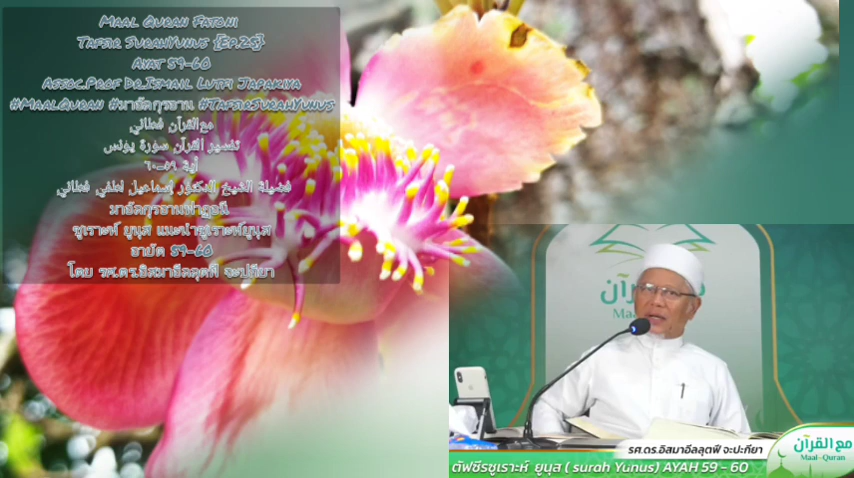 Maal Quran Fatoni
Tafsir SurahYunus {Ep.25}
Ayat 59-60
Assoc.Prof Dr.Ismail Lutfi Japakiya
#MaalQuran #มาอัลกุรอาน #TafsirSurahYunus
مع القرآن فطاني
تفسير القرآن سورة يونس
آية ٥٩-٦٠
فضيلة الشيخ الدكتور إسماعيل لطفي فطاني
มาอัลกุรอานฟาฏอนี
ซูเราะฟ์ ยูนุส แนะนำซูเราะฟ์ยูนุส
อายัต 59-60
โดย รศ.ดร.อิสมาอีลลุตฟี จะปะกียา
القرآن
Maal
รศ.ดร.อิสมาอีลลุตฟี จะปะกียา
ตัฟซีรซูเราะห์ ยูนุส ( surah Yunus) AYAH 59 - 60
مع القرآن
Maal-Quran